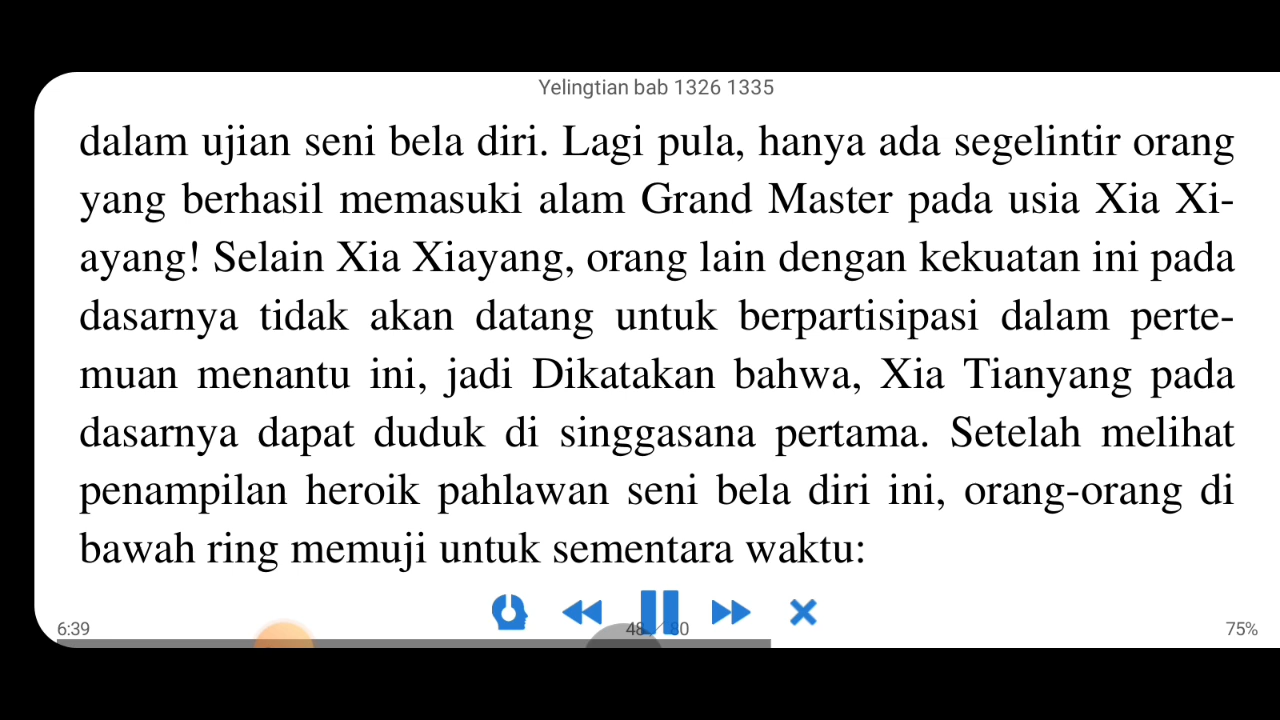 Yelingtian bab 1326 1335
dalam ujian seni bela diri. Lagi pula, hanya ada segelintir orang
yang berhasil memasuki alam Grand Master pada usia Xia Xi-
ayang! Selain Xia Xiayang, orang lain dengan kekuatan ini pada
dasarnya tidak akan datang untuk berpartisipasi dalam perte-
muan menantu ini, jadi Dikatakan bahwa, Xia Tianyang pada
dasarnya dapat duduk di singgasana pertama. Setelah melihat
penampilan heroik pahlawan seni bela diri ini, orang-orang di
bawah ring memuji untuk sementara waktu:
6:39
48 / 80
75%